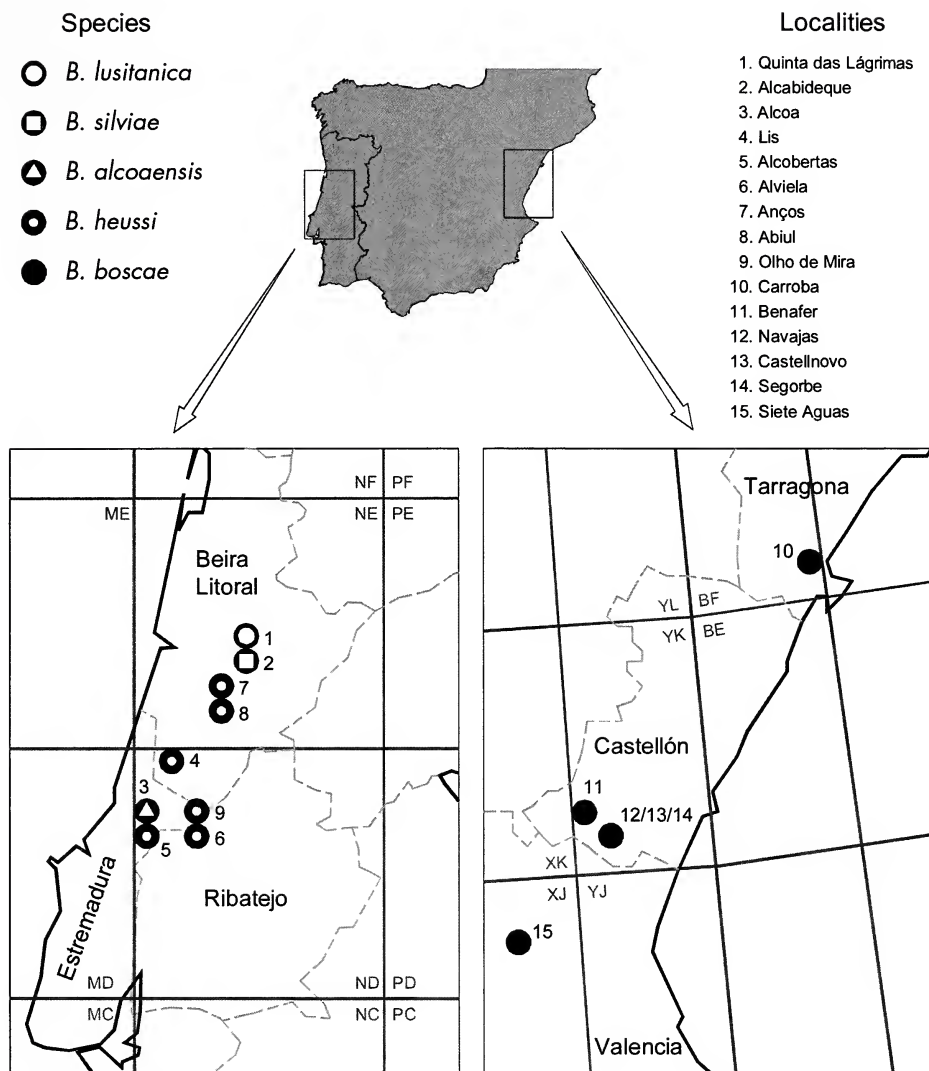 Species
B. lusitanica
B. silviae
B. alcoaensis
B. heussi
B. boscae
Localities
1. Quinta das Lágrimas
2. Alcabideque
3. Alcoa
4. Lis
5. Alcobertas
6. Alviela
7. Anços
8. Abiul
9. Olho de Mira
10. Carroba
11. Benafer
12. Navajas
13. Castellnovo
14. Segorbe
15. Siete Aguas
NF PF
ME NE PE
Beira
Litoral
1
2
7
8
4
3
9
5
6
Estremadura
Ribatejo
MD ND PD
MC NC PC
Tarragona
10
YL BF
YK BE
Castellón
11
12/13/14
XK
XJ YJ
15
Valencia